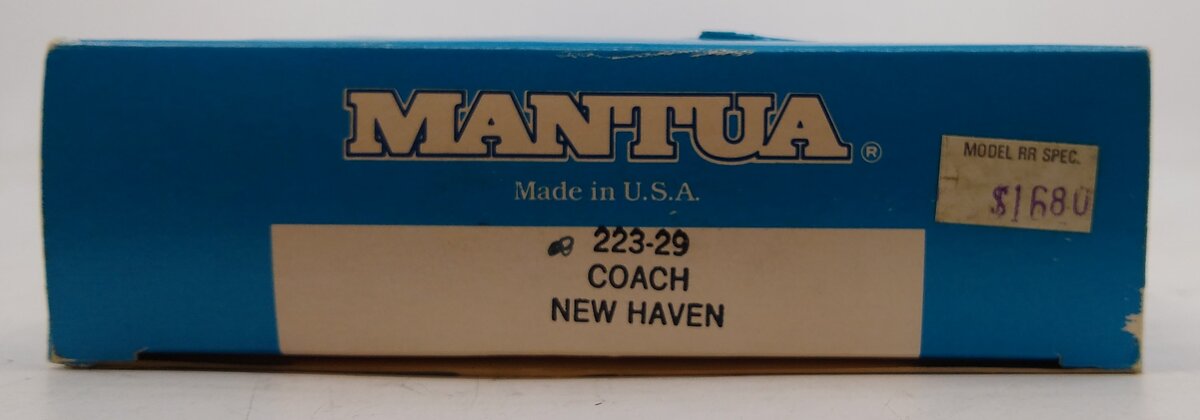 MANTUA®
Made in U.S.A.
MODEL RR SPEC.
$1680
223-29
COACH
NEW HAVEN